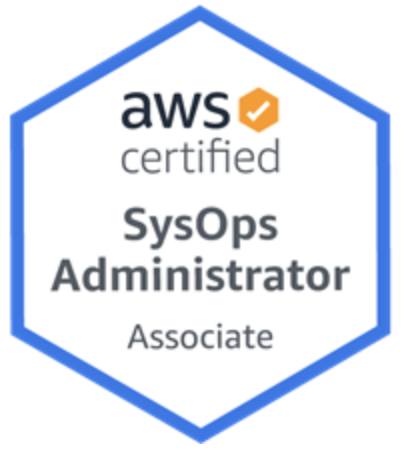 aws
certified
SysOps
Administrator
Associate